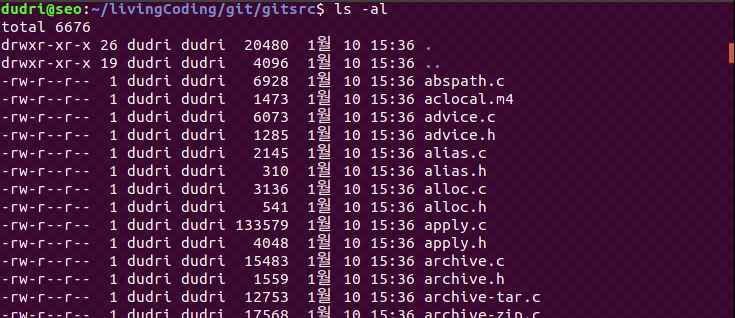 dudri@seo:~/livingCoding/git/gitsrc$ ls -al
total 6676
drwxr-xr-x 26 dudri dudri  20480  1월 10 15:36 .
drwxr-xr-x 19 dudri dudri   4096  1월 10 15:36 ..
-rw-r--r--  1 dudri dudri   6928  1월 10 15:36 abspath.c
-rw-r--r--  1 dudri dudri   1473  1월 10 15:36 aclocal.m4
-rw-r--r--  1 dudri dudri   6073  1월 10 15:36 advice.c
-rw-r--r--  1 dudri dudri   1285  1월 10 15:36 advice.h
-rw-r--r--  1 dudri dudri   2145  1월 10 15:36 alias.c
-rw-r--r--  1 dudri dudri    310  1월 10 15:36 alias.h
-rw-r--r--  1 dudri dudri   3136  1월 10 15:36 alloc.c
-rw-r--r--  1 dudri dudri    541  1월 10 15:36 alloc.h
-rw-r--r--  1 dudri dudri 133579  1월 10 15:36 apply.c
-rw-r--r--  1 dudri dudri   4048  1월 10 15:36 apply.h
-rw-r--r--  1 dudri dudri  15483  1월 10 15:36 archive.c
-rw-r--r--  1 dudri dudri   1559  1월 10 15:36 archive.h
-rw-r--r--  1 dudri dudri  12753  1월 10 15:36 archive-tar.c
-rw-r--r--  1 dudri dudri  17568  1월 10 15:36 archive-zip.c